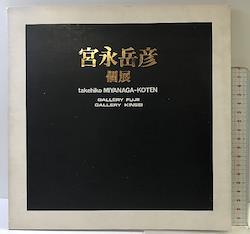 宮永岳彦
個展
takehiko MIYANAGA-KOTEN
GALLERY FUJII
GALLERY KINSEI